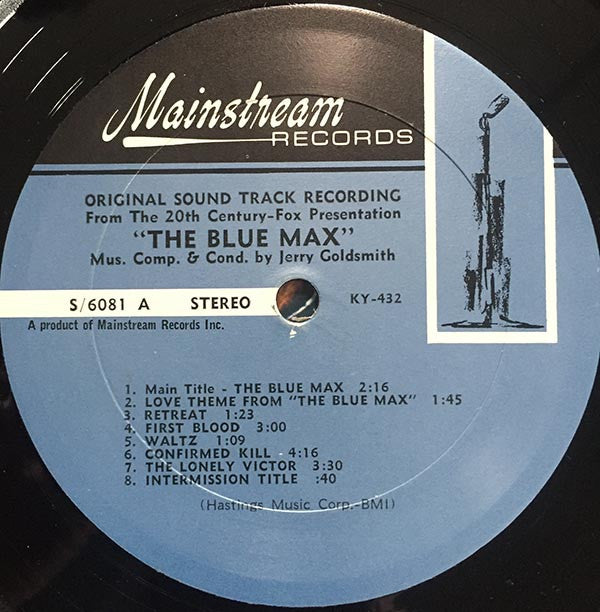 Mainstream
RECORDS
ORIGINAL SOUND TRACK RECORDING
From The 20th Century-Fox Presentation
"THE BLUE MAX"
Mus. Comp. & Cond. by Jerry Goldsmith
S/6081 A STEREO KY-432
A product of Mainstream Records Inc.
1. Main Title - THE BLUE MAX 2:16
2. LOVE THEME FROM "THE BLUE MAX" 1:45
3. RETREAT 1:23
4. FIRST BLOOD 3:00
5. WALTZ 1:09
6. CONFIRMED KILL - 4:16
7. THE LONELY VICTOR 3:30
8. INTERMISSION TITLE :40
(Hastings Music Corp.-BMI)